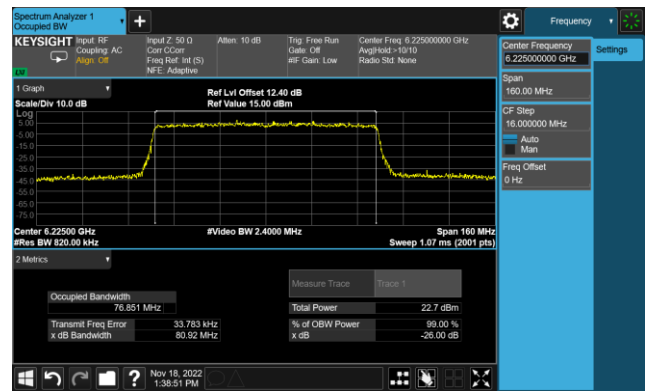 Spectrum Analyzer 1
Occupied BW
Frequency
KEYSIGHT
Input: RF
Coupling: AC
Align: Off
Input Z: 50 Ω
Corr CCorr
Freq Ref: Int (S)
NFE: Adaptive
Atten: 10 dB
Trig: Free Run
Gate: Off
#IF Gain: Low
Center Freq: 6.225000000 GHz
Avg|Hold:>10/10
Radio Std: None
Center Frequency
6.225000000 GHz
Settings
Span
160.00 MHz
CF Step
16.000000 MHz
Auto
Man
Freq Offset
0 Hz
1 Graph
Scale/Div 10.0 dB
Ref Lvl Offset 12.40 dB
Ref Value 15.00 dBm
Log
5.00
-5.00
-15.0
-25.0
-35.0
-45.0
-55.0
-65.0
-75.0
Center 6.22500 GHz
#Video BW 2.4000 MHz
Span 160 MHz
#Res BW 820.00 kHz
Sweep 1.07 ms (2001 pts)
2 Metrics
Measure Trace
Trace 1
Occupied Bandwidth
76.851 MHz
Total Power
22.7 dBm
Transmit Freq Error
33.783 kHz
% of OBW Power
99.00 %
x dB Bandwidth
80.92 MHz
x dB
-26.00 dB
?
Nov 18, 2022
1:38:51 PM